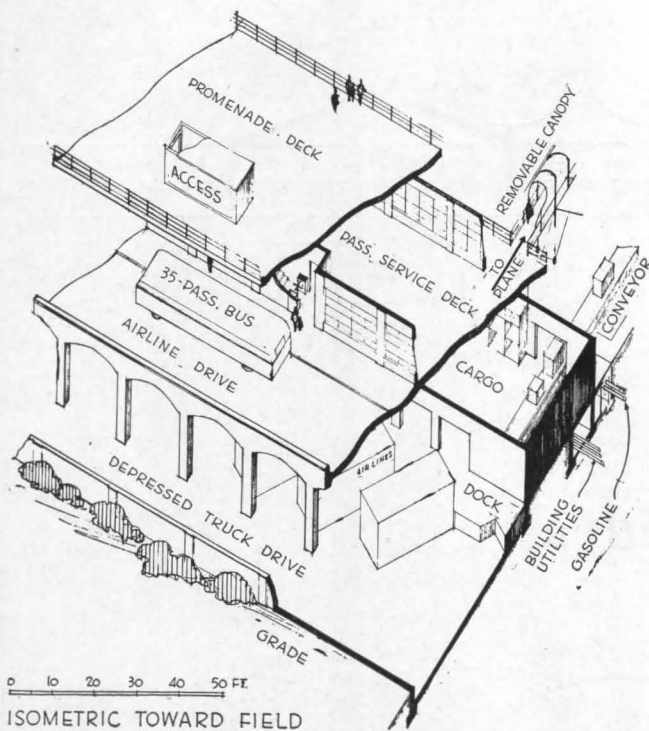 PROMENADE DECK
ACCESS
REMOVABLE CANOPY
TO PLANE
PASS. SERVICE DECK
CONVEYOR
35-PASS. BUS
AIRLINE DRIVE
CARGO
AIR LINES
DOCK
DEPRESSED TRUCK DRIVE
BUILDING
UTILITIES
GASOLINE
GRADE
0 10 20 30 40 50 FT.
ISOMETRIC TOWARD FIELD